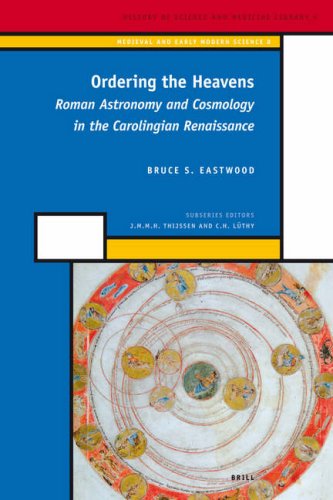 HISTORY OF SCIENCE AND MEDICINE LIBRARY
MEDIEVAL AND EARLY MODERN SCIENCE 8
Ordering the Heavens
Roman Astronomy and Cosmology
in the Carolingian Renaissance
BRUCE S. EASTWOOD
SUBSERIES EDITORS
J.M.M.H. THIJSSEN AND C.H. LÜTHY
BRILL